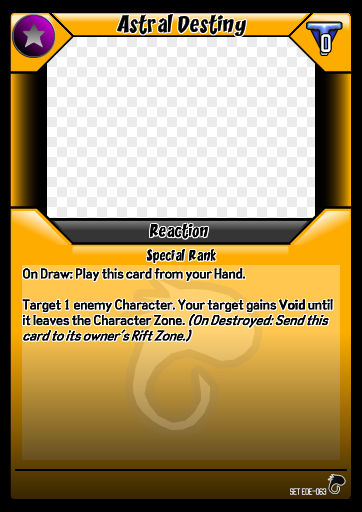 Astral Destiny
0
Reaction
Special Rank
On Draw: Play this card from your Hand.
Target 1 enemy Character. Your target gains Void until
it leaves the Character Zone. (On Destroyed: Send this
card to its owner's Rift Zone.)
SET EDE-063